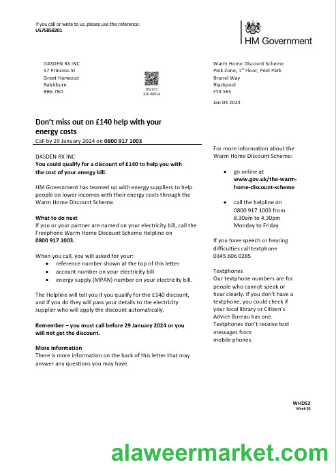 If you call or write to us, please use this reference:
US75858201
HM Government
DASDEN RX INC
57 Princess St
Great Harwood
Blackburn
BB6 7BD
Warm Home Discount Scheme
Pink Zone, 1st Floor, Peel Park
Brunel Way
Blackpool
FY4 5ES
Jan 03 2024
Don't miss out on £140 help with your
energy costs
Call by 29 January 2024 on 0800 917 1003
DASDEN RX INC
You could qualify for a discount of £140 to help you with
the cost of your energy bill.
HM Government has teamed up with energy suppliers to help
people on lower incomes with their energy costs through the
Warm Home Discount Scheme.
What to do next
If you or your partner are named on your electricity bill, call the
Freephone Warm Home Discount Scheme Helpline on
0800 917 1003.
When you call, you will be asked for your:
• reference number shown at the top of this letter
• account number on your electricity bill
• energy supply (MPAN) number on your electricity bill.
The Helpline will tell you if you qualify for the £140 discount,
and if you do they will pass your details to the electricity
supplier who will apply the discount automatically.
Remember – you must call before 29 January 2024 or you
will not get the discount.
More information
There is more information on the back of this letter that may
answer any questions you may have.
For more information about the
Warm Home Discount Scheme:
• go online at
www.gov.uk/the-warm-
home-discount-scheme
• call the helpline on
0800 917 1003 from
8.30am to 4.30pm
Monday to Friday
If you have speech or hearing
difficulties call textphone
0345 606 0285
Textphones
Our textphone numbers are for
people who cannot speak or
hear clearly. If you don't have a
textphone, you could check if
your local library or Citizen's
Advice Bureau has one.
Textphones don't receive text
messages from
mobile phones.
WHDS2
alaweermarket.com